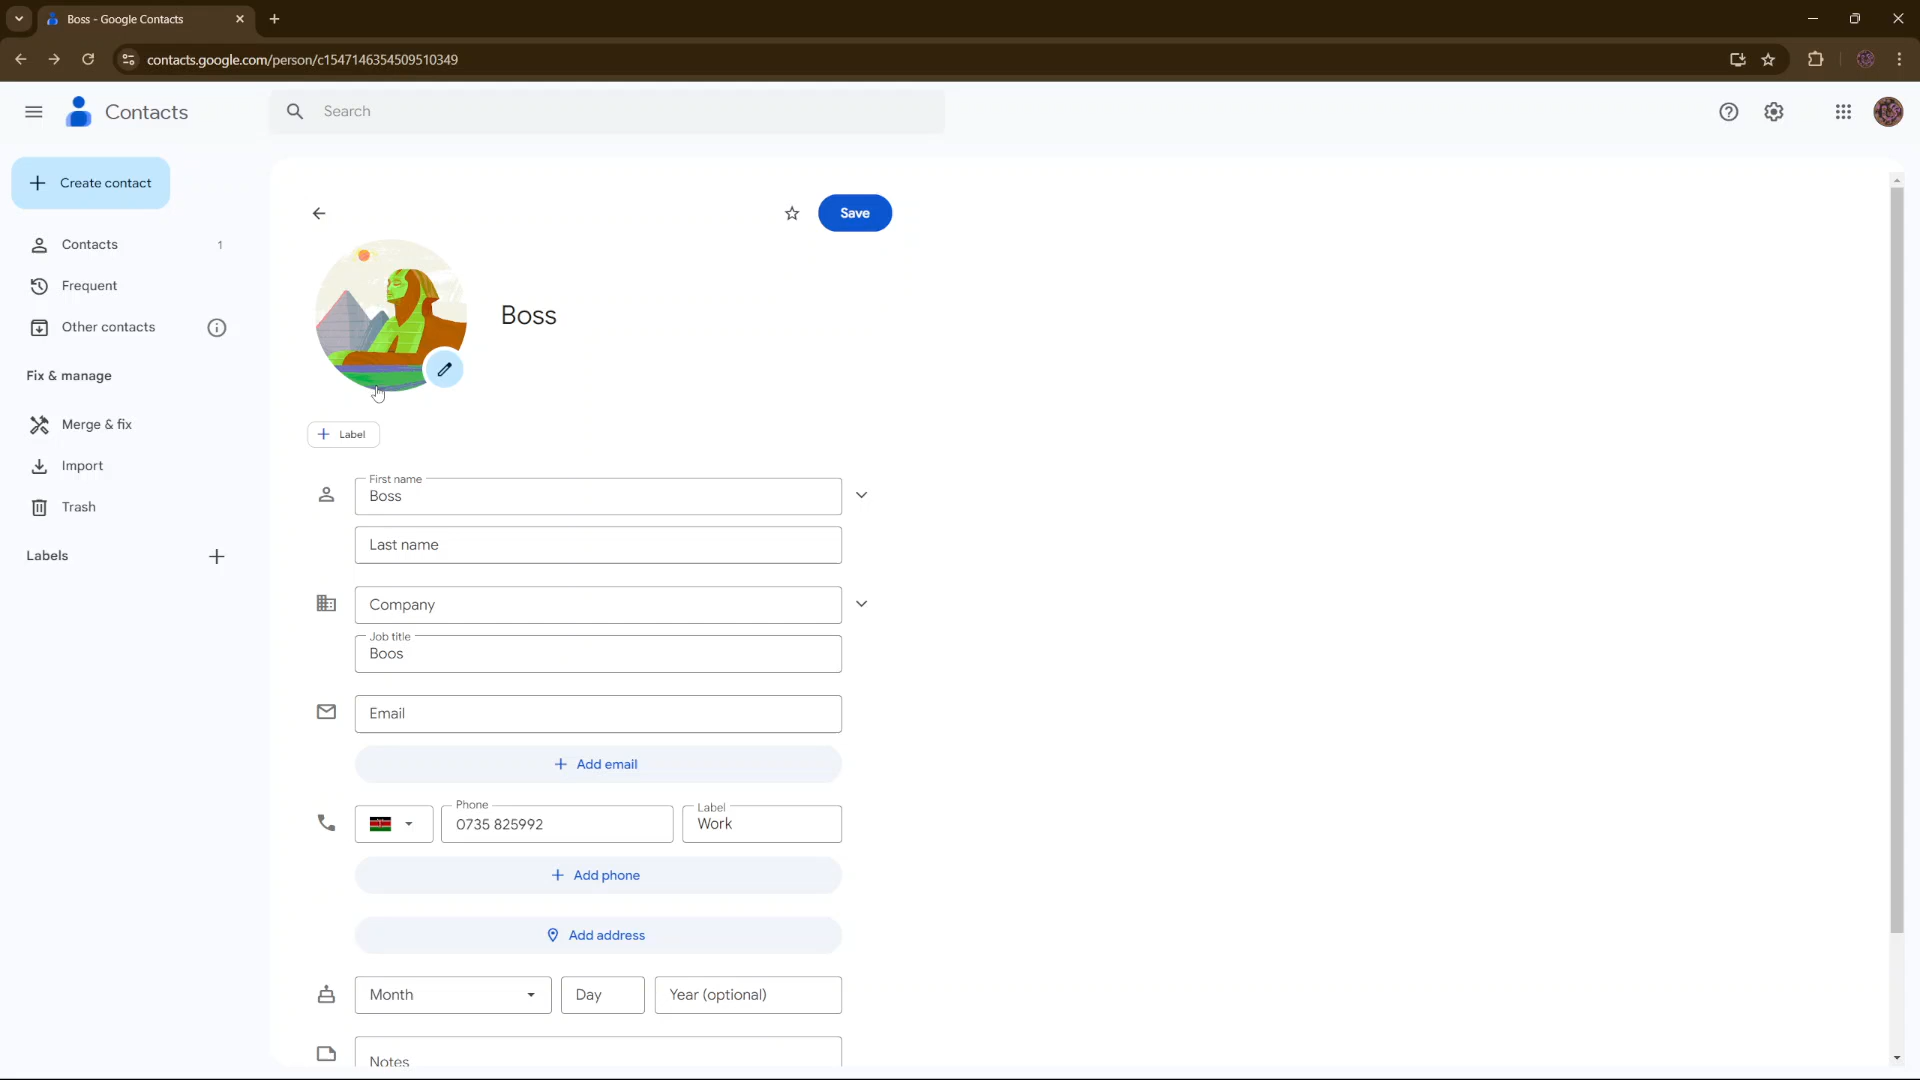 Boss - Google Contacts
contacts.google.com/person/c1547146354509510349
Contacts
Search
Create contact
Save
Contacts 1
Frequent
Other contacts
Boss
Fix & manage
Merge & fix
Label
Import
First name
Boss
Trash
Last name
Labels
Company
Job title
Boos
Email
Add email
Phone
0735 825992
Label
Work
Add phone
Add address
Month
Day
Year (optional)
Notes